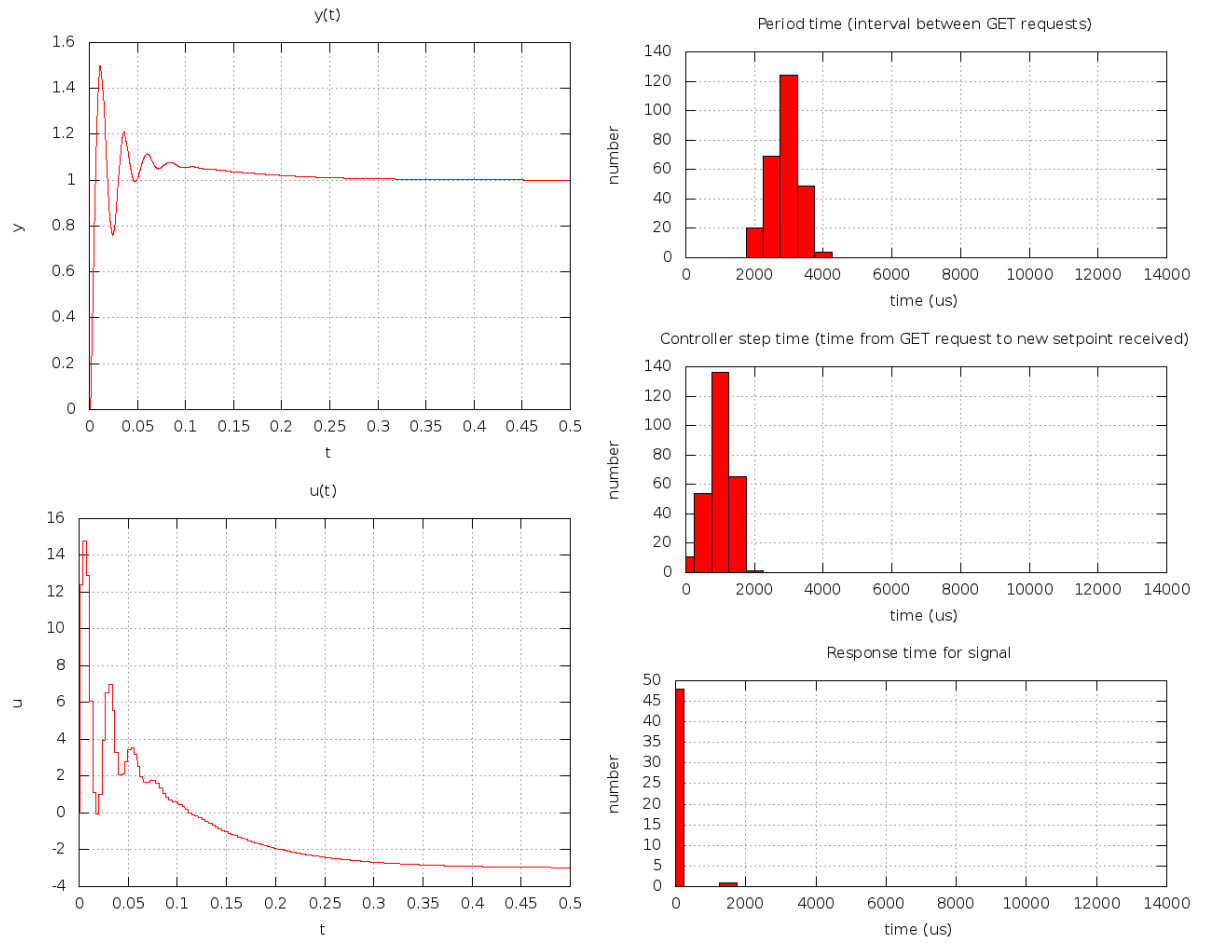 y(t)
1.6
1.4
1.2
1
0.8
0.6
0.4
0.2
0
y
0 0.05 0.1 0.15 0.2 0.25 0.3 0.35 0.4 0.45 0.5
t
u(t)
16
14
12
10
8
6
4
2
0
-2
-4
u
0 0.05 0.1 0.15 0.2 0.25 0.3 0.35 0.4 0.45 0.5
t
Period time (interval between GET requests)
140
120
100
80
60
40
20
0
number
0 2000 4000 6000 8000 10000 12000 14000
time (us)
Controller step time (time from GET request to new setpoint received)
140
120
100
80
60
40
20
0
number
0 2000 4000 6000 8000 10000 12000 14000
time (us)
Response time for signal
50
45
40
35
30
25
20
15
10
5
0
number
0 2000 4000 6000 8000 10000 12000 14000
time (us)